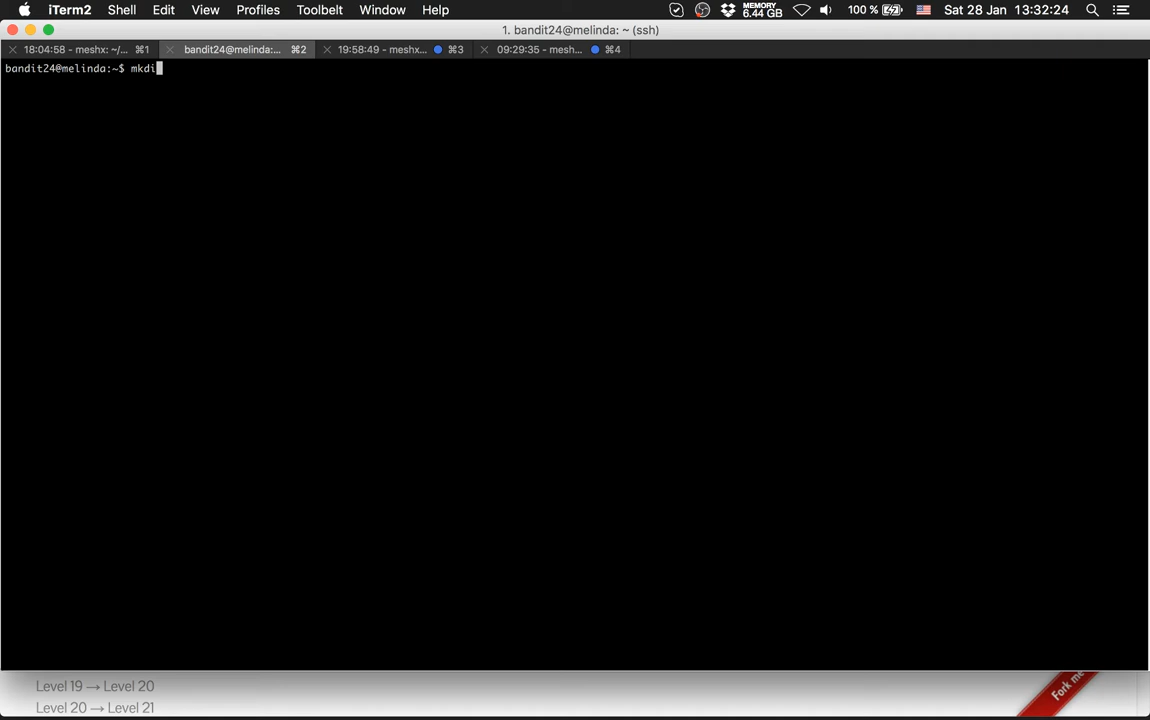 iTerm2 Shell Edit View Profiles Toolbelt Window Help MEMORY 6.44 GB 100 % Sat 28 Jan 13:32:24
1. bandit24@melinda: ~ (ssh)
18:04:58 - meshx: ~/... ⌘1 bandit24@melinda:... ⌘2 19:58:49 - meshx... ⌘3 09:29:35 - mesh... ⌘4
bandit24@melinda:~$ mkdi
Level 19 → Level 20
Level 20 → Level 21
Fork me